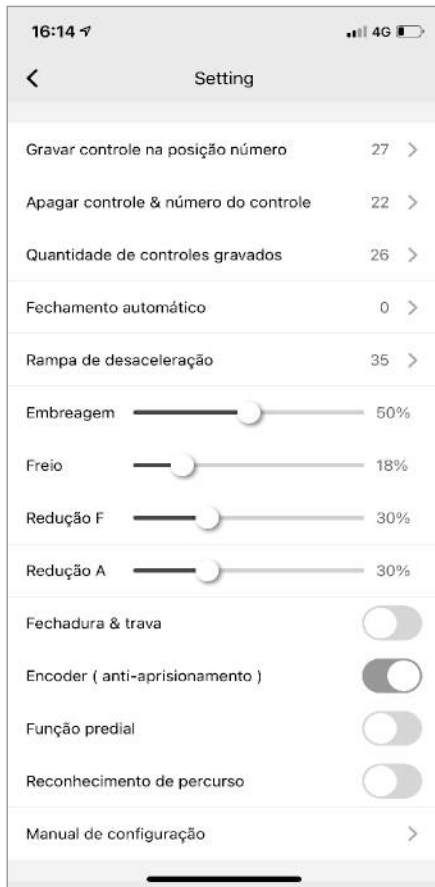 16:14 4G
Setting
Gravar controle na posição número 27
Apagar controle & número do controle 22
Quantidade de controles gravados 26
Fechamento automático 0
Rampa de desaceleração 35
Embreagem 50%
Freio 18%
Redução F 30%
Redução A 30%
Fechadura & trava
Encoder ( anti-aprisionamento )
Função predial
Reconhecimento de percurso
Manual de configuração